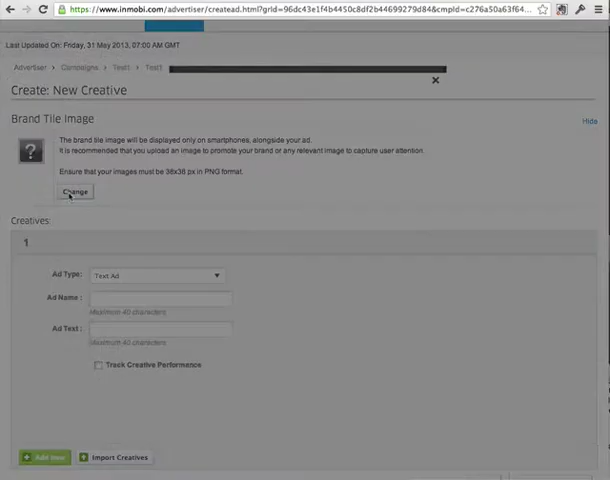 https://www.inmobi.com/advertiser/createad.html?grId=96dc43e1f4b4450c8df2b44699279d84&cmpId=c276a50a63f64...
Last Updated On: Friday, 31 May 2013, 07:00 AM GMT
Advertiser > Campaigns > Test1 > Test1
Create: New Creative
Brand Tile Image
Hide
The brand tile image will be displayed only on smartphones, alongside your ad.
It is recommended that you upload an image to promote your brand or any relevant image to capture user attention.
Ensure that your images must be 38x38 px in PNG format.
Change
Creatives:
1
Ad Type: Text Ad
Ad Name :
Maximum 40 characters
Ad Text :
Maximum 40 characters
Track Creative Performance
Add New Import Creatives